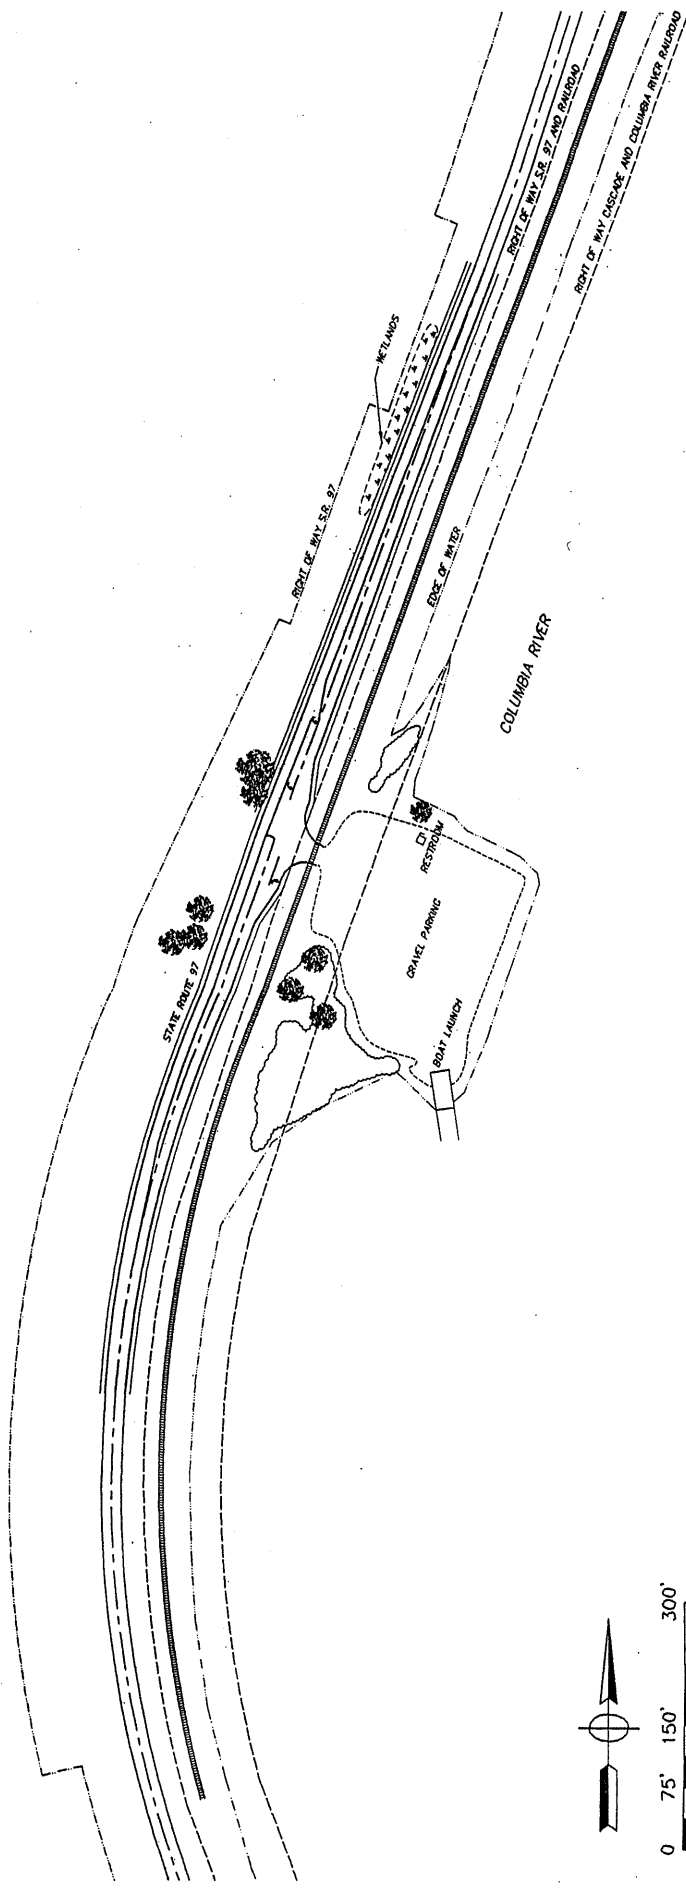 RIGHT OF WAY S.R. 97 AND RAILROAD
RIGHT OF WAY CASCADE AND COLUMBIA RIVER RAILROAD
WETLANDS
RIGHT OF WAY S.R. 97
EDGE OF WATER
COLUMBIA RIVER
RESTROOM
STATE ROUTE 97
GRAVEL PARKING
BOAT LAUNCH
0 75' 150' 300'